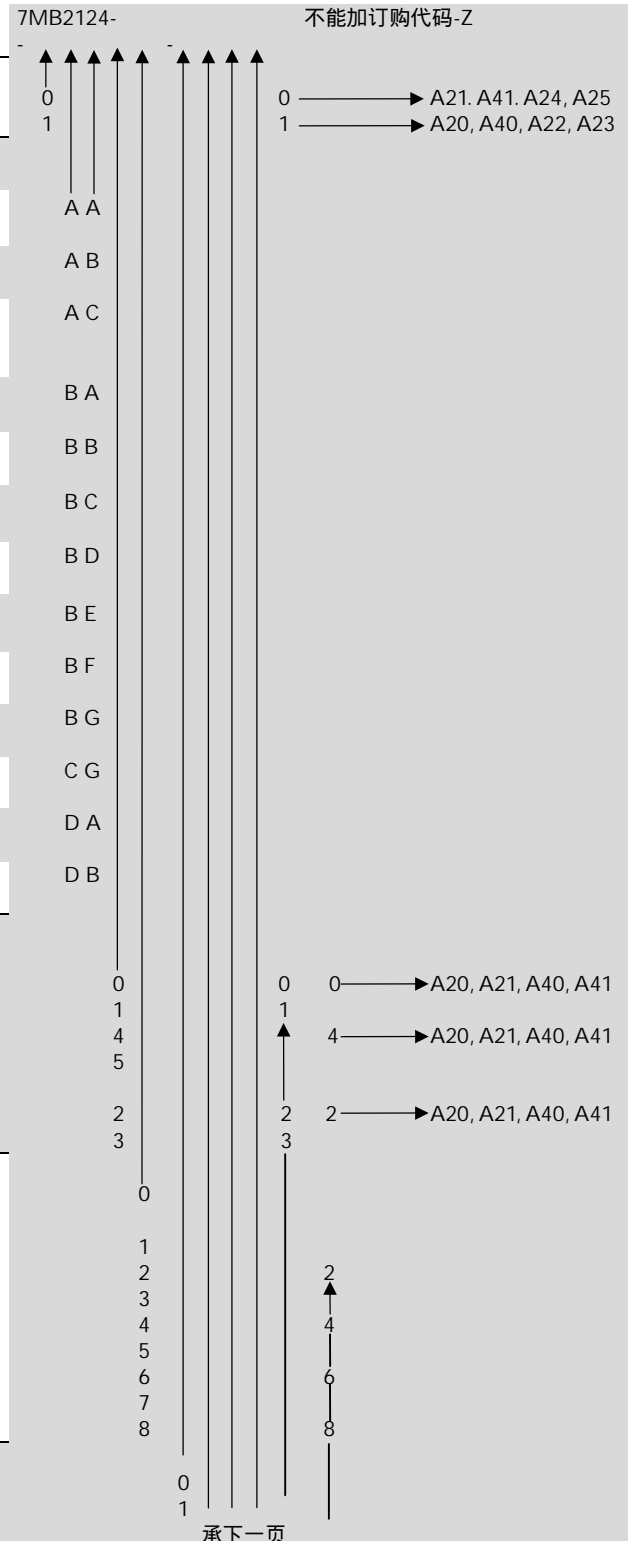 7MB2124- 不能加订购代码-Z
- -
0 0 A21. A41. A24, A25
1 1 A20, A40, A22, A23
A A
A B
A C
B A
B B
B C
B D
B E
B F
B G
C G
D A
D B
0 0 0 A20, A21, A40, A41
1 1
4 4 A20, A21, A40, A41
5
2 2 2 A20, A21, A40, A41
3 3
0
1
2 2
3
4 4
5
6 6
7
8 8
0
1
承下一页